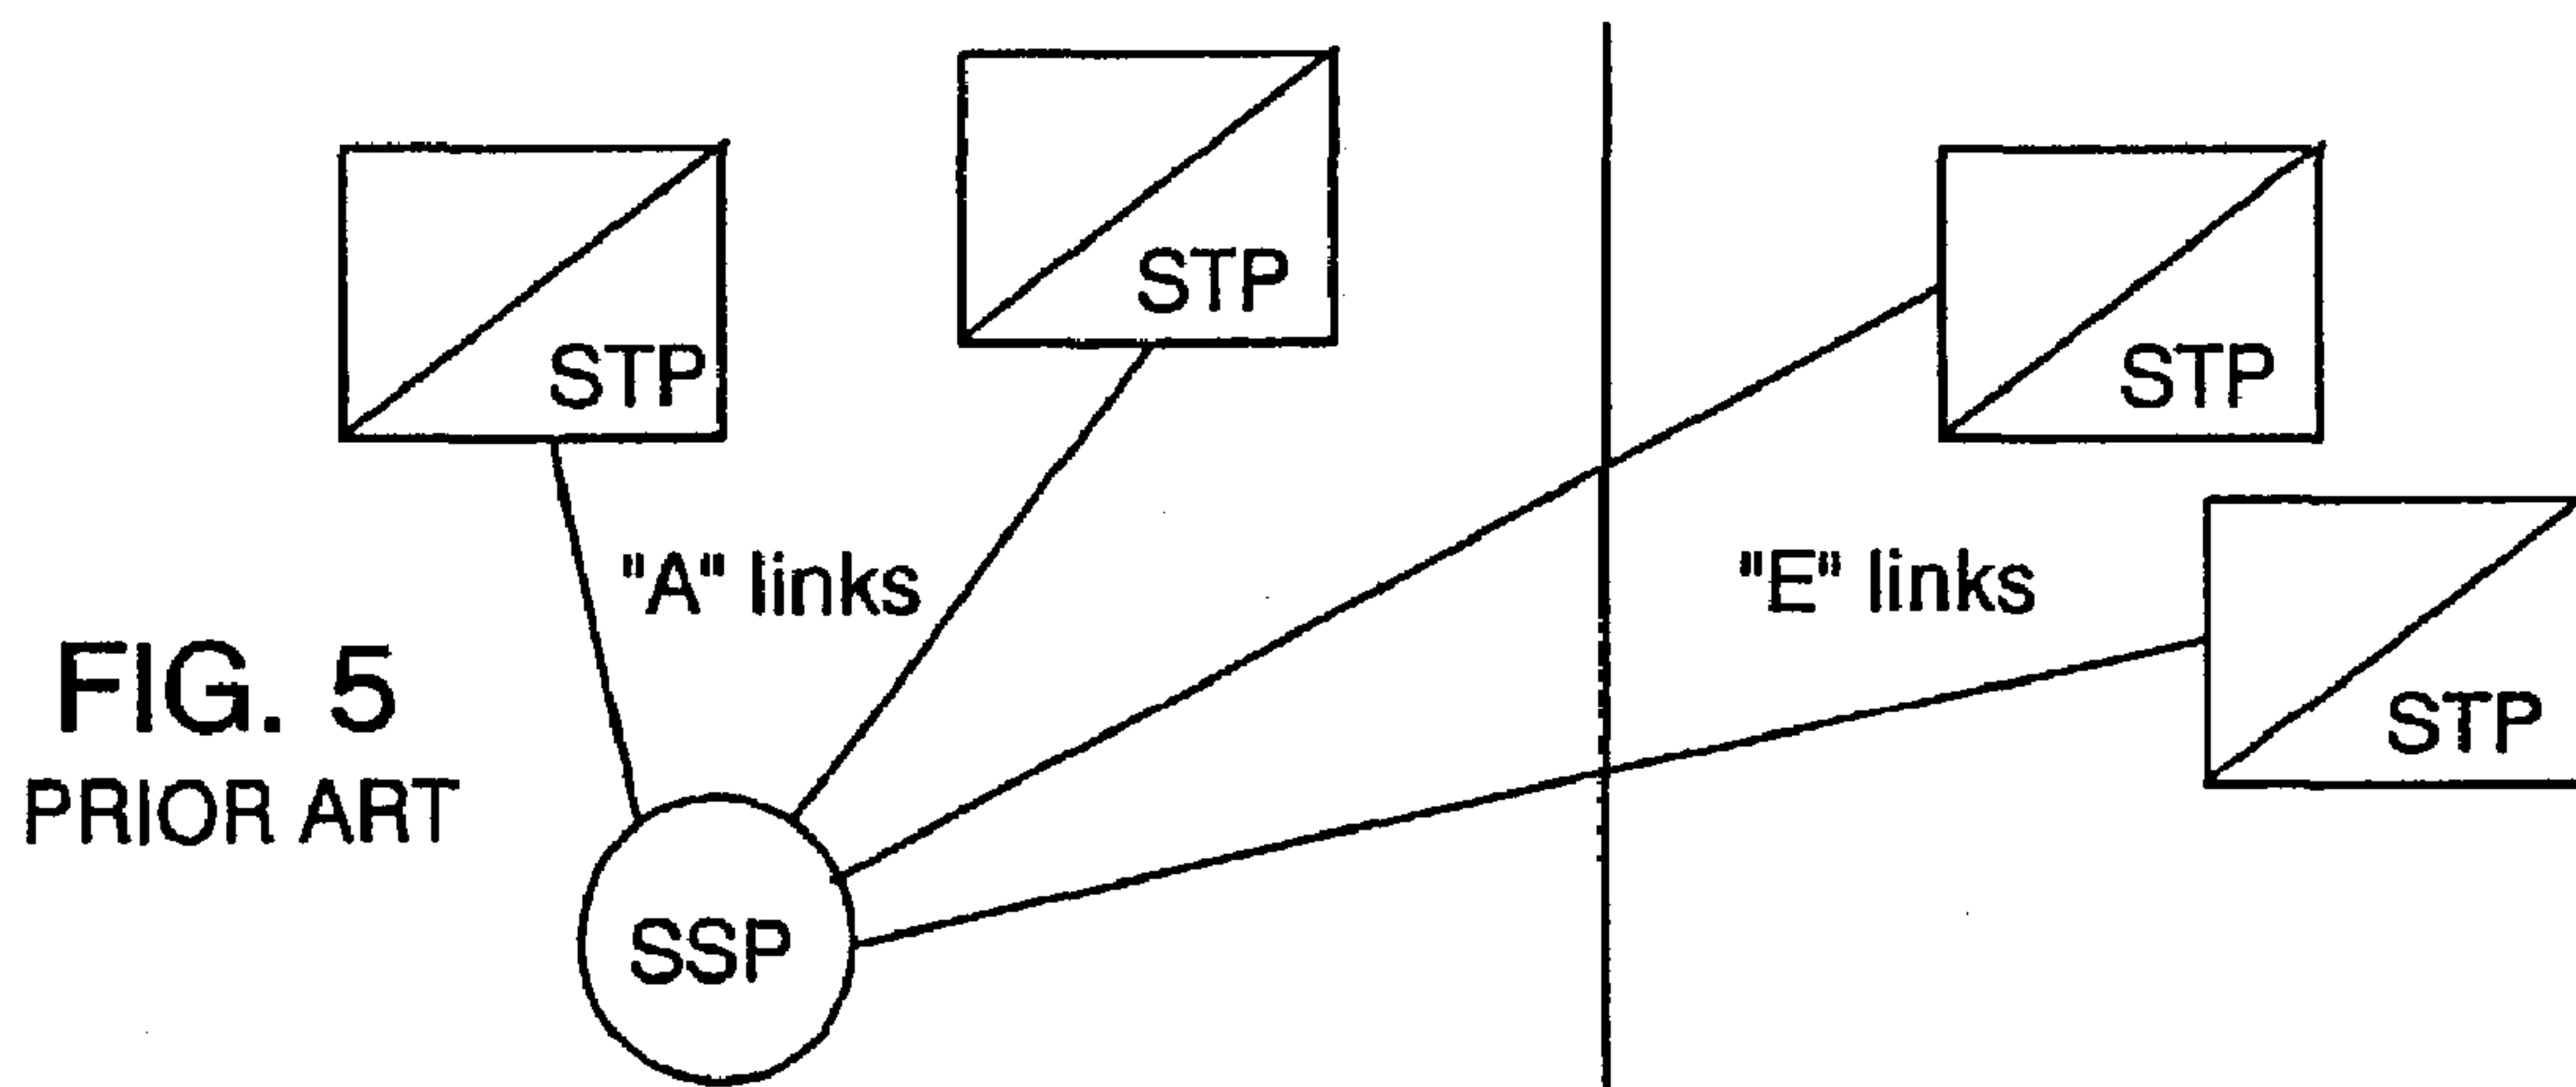 STP
STP
STP
"A" links
"E" links
STP
FIG. 5
PRIOR ART
SSP